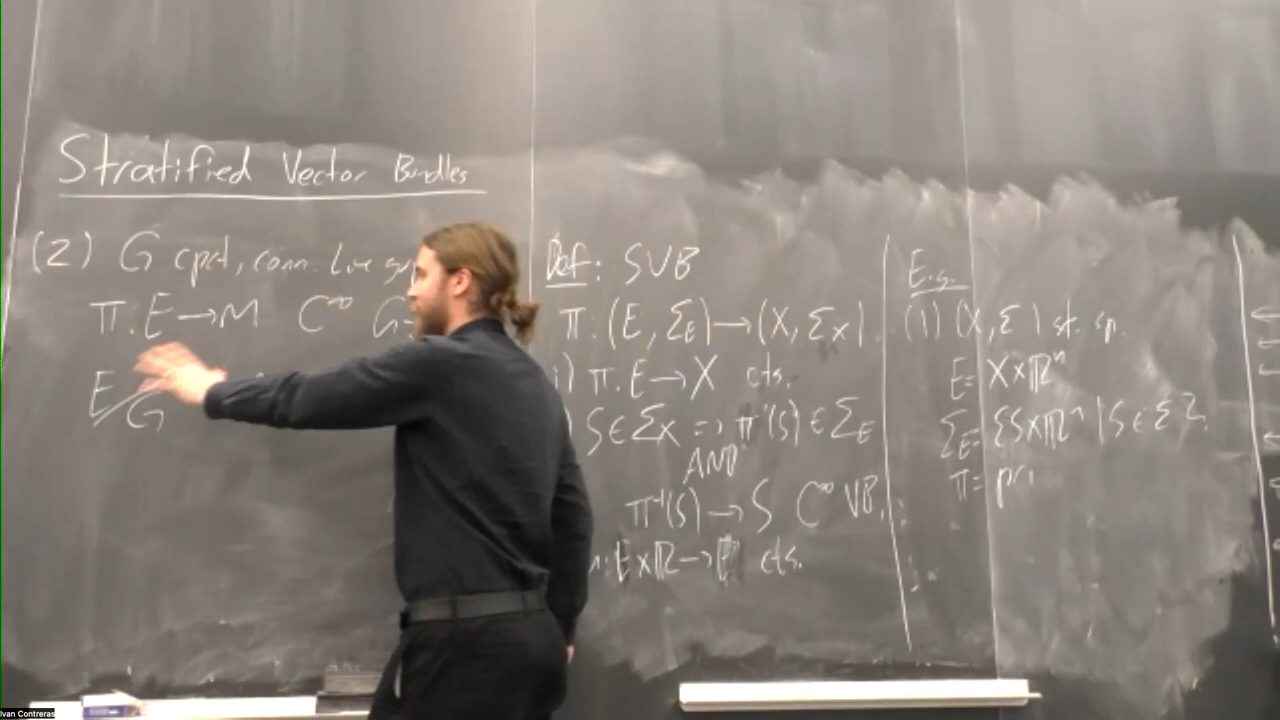 Stratified Vector Bundles
(2) G cpct, conn. Lie
π: E → M C^∞ G-
E/G
Def: SVB
π: (E, Σ_E) → (X, Σ_X).
i) π: E → X cts.
) S ∈ Σ_X ⇒ π⁻¹(S) ∈ Σ_E
AND
π⁻¹(S) → S C^∞ VB.
: E × ℝ → E cts.
E.g.
(1) (X, Σ) st. sp.
E = X × ℝⁿ
Σ_E = {S × ℝⁿ | S ∈ Σ}.
π = pr₁
Ivan Contreras